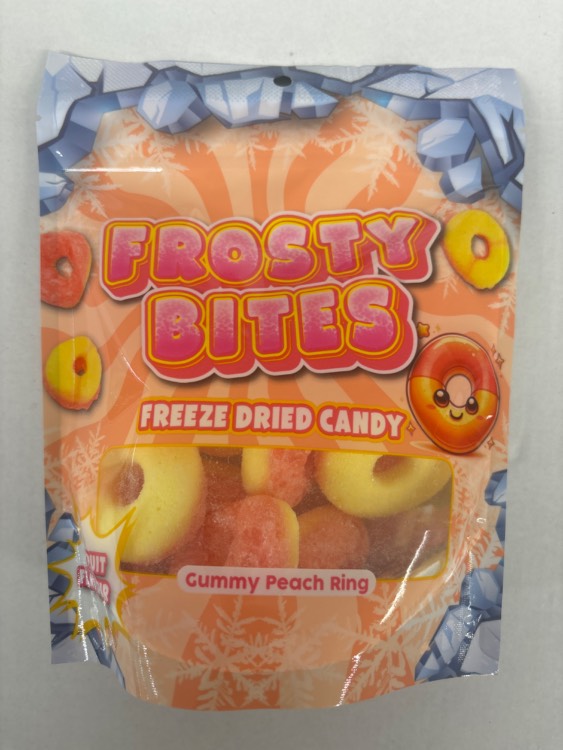 FROSTY
BITES
FREEZE DRIED CANDY
Gummy Peach Ring